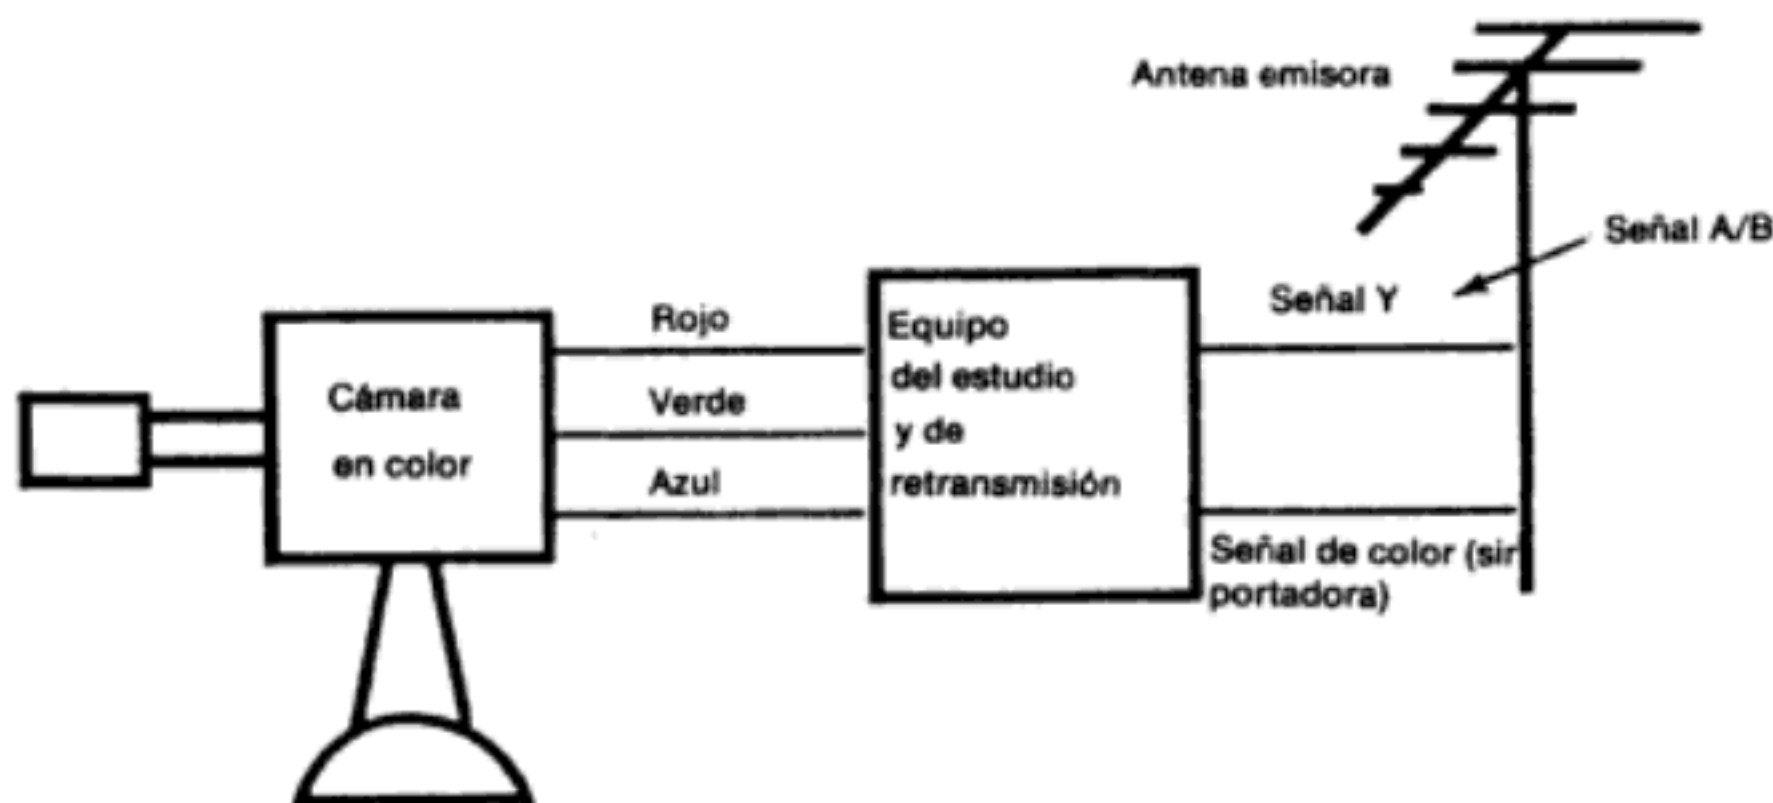 Antena emisora
Señal A/B
Señal Y
Rojo
Verde
Azul
Cámara
en color
Equipo
del estudio
y de
retransmisión
Señal de color (sin
portadora)